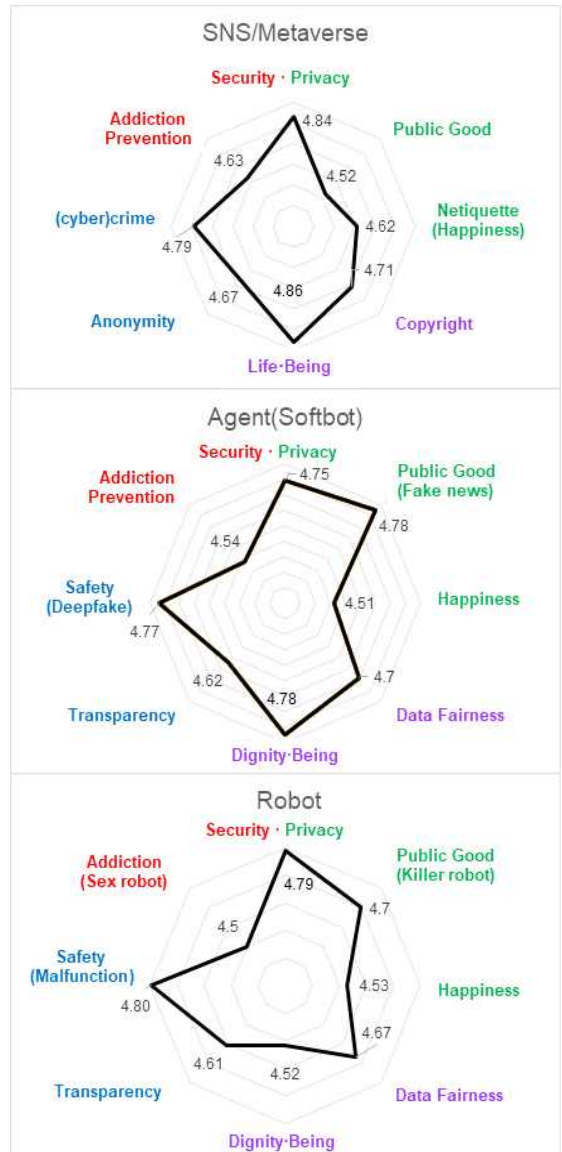 SNS/Metaverse
Security · Privacy
Addiction
Prevention
4.84
Public Good
4.63
4.52
(cyber)crime
4.62
Netiquette
(Happiness)
4.79
4.71
4.67
4.86
Anonymity
Copyright
Life·Being
Agent(Softbot)
Security · Privacy
Addiction
Prevention
4.75
Public Good
(Fake news)
4.78
4.54
Safety
(Deepfake)
4.51
Happiness
4.77
4.62
4.78
4.7
Transparency
Data Fairness
Dignity·Being
Robot
Security · Privacy
Addiction
(Sex robot)
4.79
Public Good
(Killer robot)
4.7
4.5
Safety
(Malfunction)
4.53
Happiness
4.80
4.61
4.52
4.67
Transparency
Data Fairness
Dignity·Being